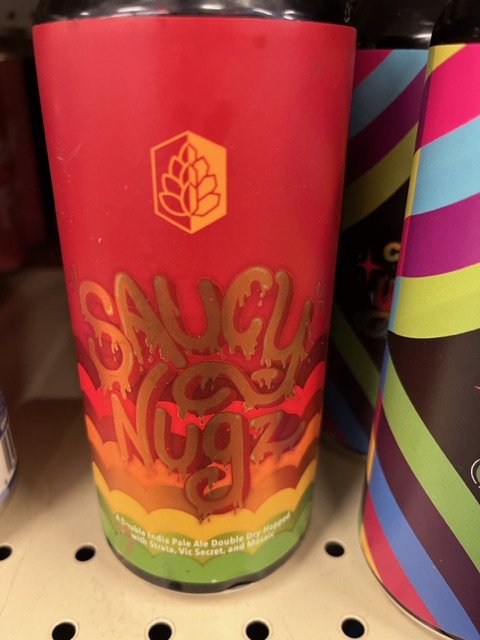 SAUCY
NUgz
A Double India Pale Ale Double Dry Hopped
with Strata, Vic Secret, and Mosaic